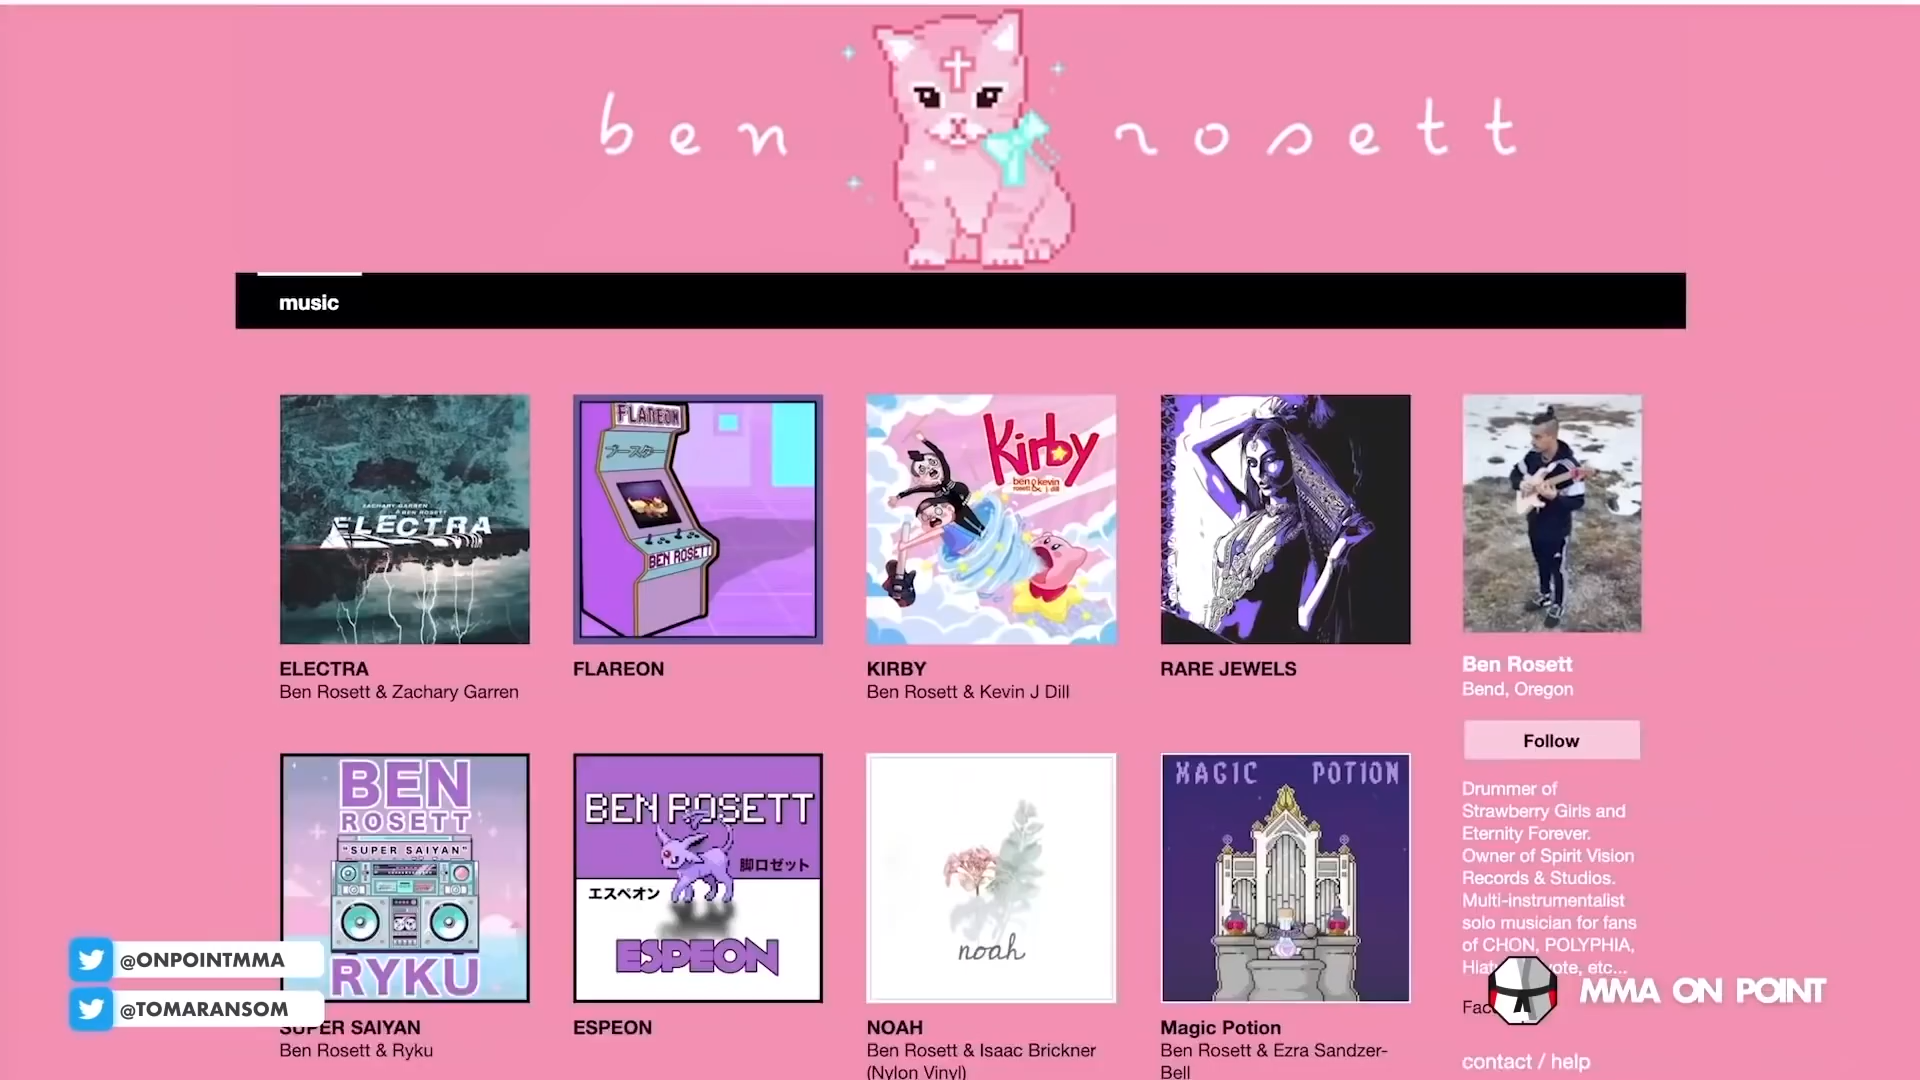 ben rosett
music
ZACHARY GARREN
BEN ROSETT
ELECTRA
ELECTRA
Ben Rosett & Zachary Garren
FLAREON
ブースター
BEN ROSETT
FLAREON
Kirby
ben & kevin
rosett j dill
KIRBY
Ben Rosett & Kevin J Dill
RARE JEWELS
Ben Rosett
Bend, Oregon
Follow
Drummer of
Strawberry Girls and
Eternity Forever.
Owner of Spirit Vision
Records & Studios.
Multi-instrumentalist
solo musician for fans
of CHON, POLYPHIA,
etc...
contact / help
BEN
ROSETT
"SUPER SAIYAN"
RYKU
SUPER SAIYAN
Ben Rosett & Ryku
BEN ROSETT
脚ロゼット
エスペオン
ESPEON
ESPEON
noah
NOAH
Ben Rosett & Isaac Brickner
(Nylon Vinyl)
MAGIC POTION
Magic Potion
Ben Rosett & Ezra Sandzer-
Bell
@ONPOINTMMA
@TOMARANSOM
MMA ON POINT